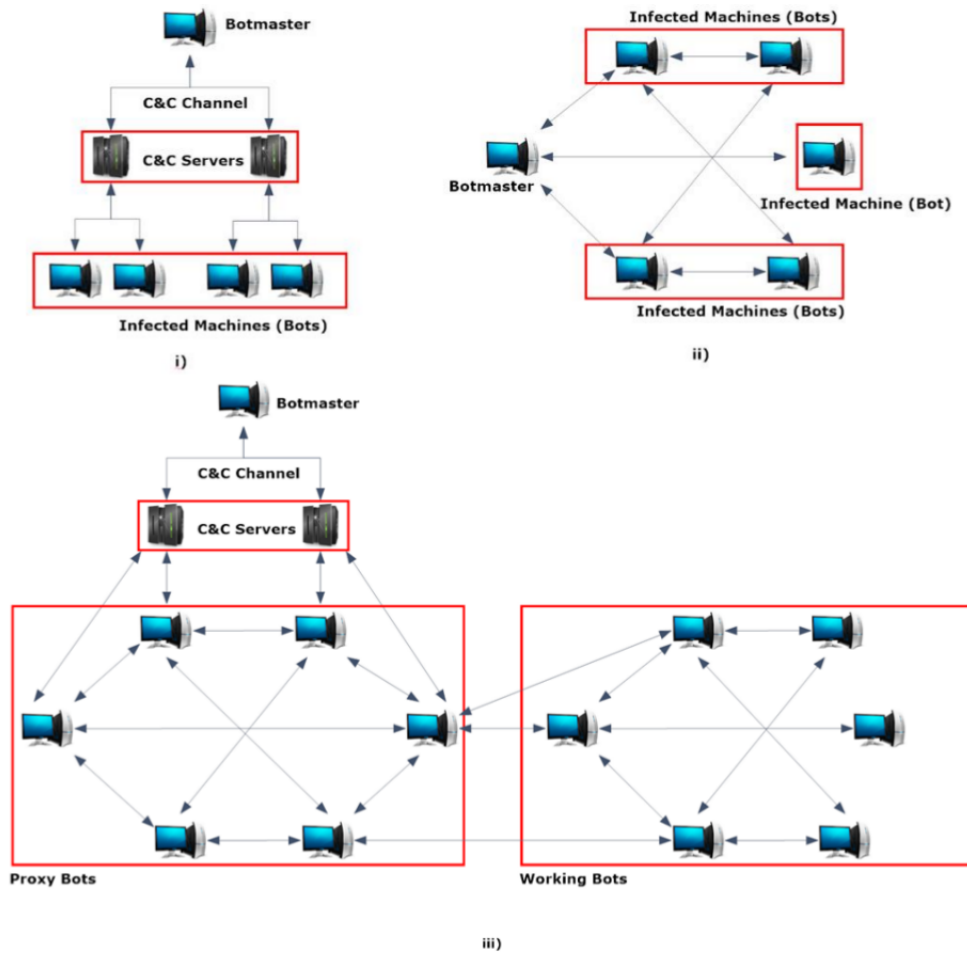 Botmaster
C&C Channel
C&C Servers
Infected Machines (Bots)
i)
Infected Machines (Bots)
Botmaster
Infected Machine (Bot)
Infected Machines (Bots)
ii)
Botmaster
C&C Channel
C&C Servers
Proxy Bots
Working Bots
iii)